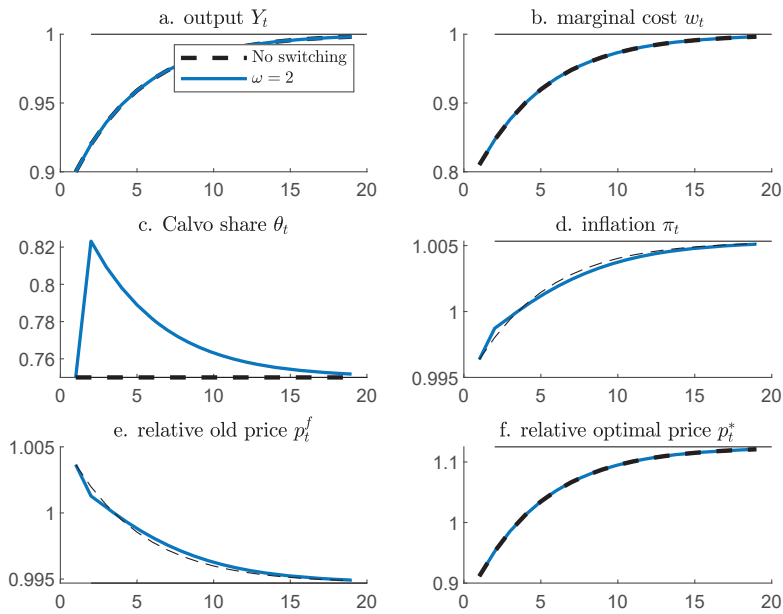 a. output Y_t
1
0.95
0.9
0 5 10 15 20
No switching
ω = 2
b. marginal cost w_t
1
0.9
0.8
0 5 10 15 20
c. Calvo share θ_t
0.82
0.8
0.78
0.76
0 5 10 15 20
d. inflation π_t
1.005
1
0.995
0 5 10 15 20
e. relative old price p_t^f
1.005
1
0.995
0 5 10 15 20
f. relative optimal price p_t^*
1.1
1
0.9
0 5 10 15 20